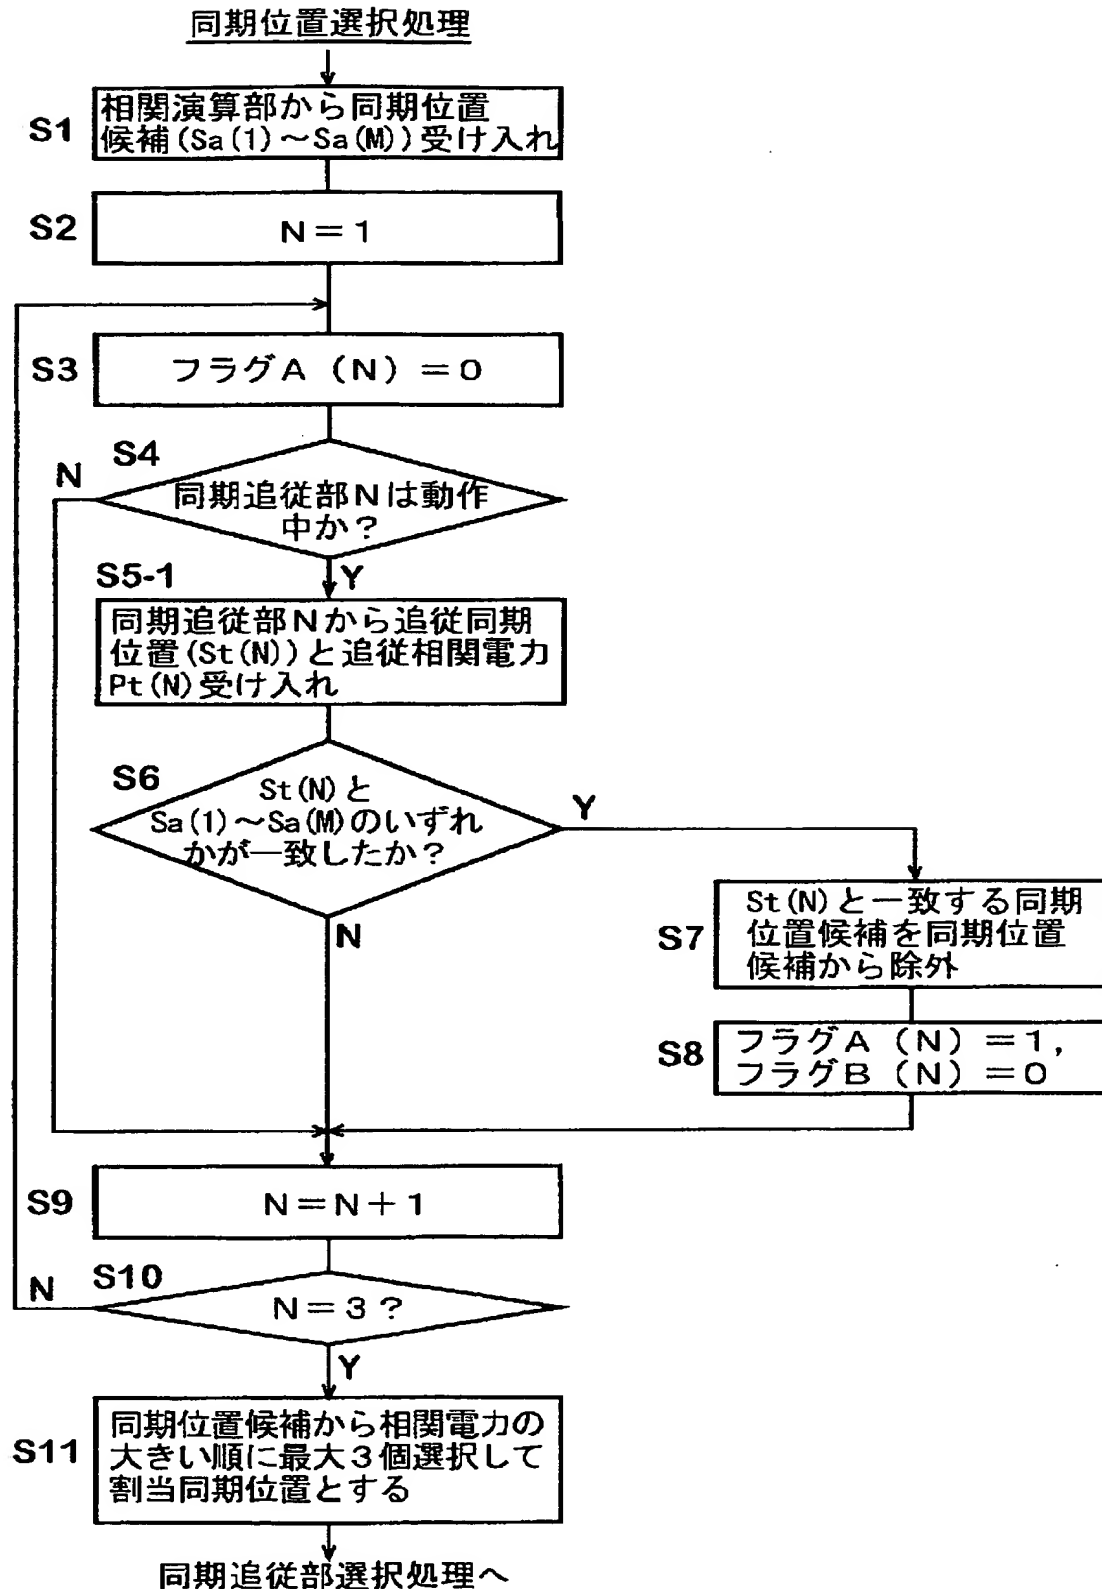 同期位置選択処理
S1
相関演算部から同期位置
候補(Sa(1)～Sa(M))受け入れ
S2
N＝1
S3
フラグA（N）＝0
S4
N
同期追従部Nは動作
中か？
Y
S5-1
同期追従部Nから追従同期
位置(St(N))と追従相関電力
Pt(N)受け入れ
S6
St(N)と
Sa(1)～Sa(M)のいずれ
かが一致したか？
Y
N
S7
St(N)と一致する同期
位置候補を同期位置
候補から除外
S8
フラグA（N）＝1，
フラグB（N）＝0
S9
N＝N＋1
S10
N
N＝3？
Y
S11
同期位置候補から相関電力の
大きい順に最大3個選択して
割当同期位置とする
同期追従部選択処理へ